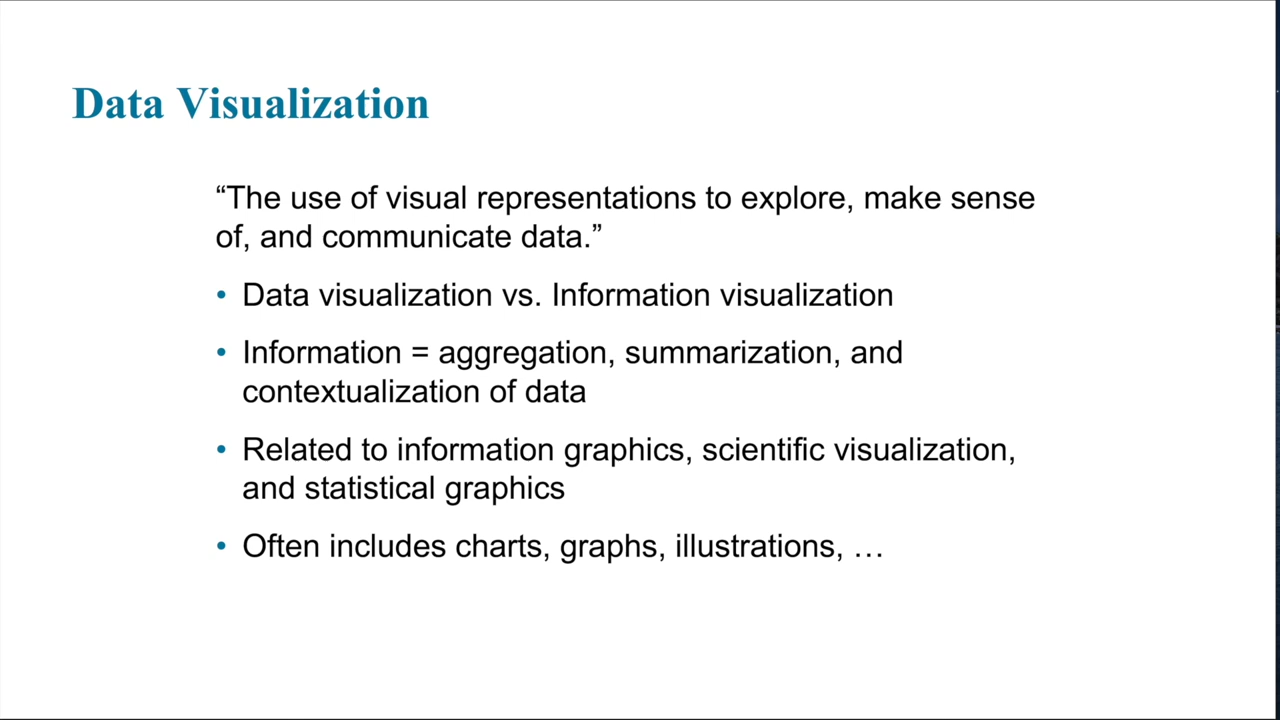 Data Visualization
“The use of visual representations to explore, make sense
of, and communicate data.”
• Data visualization vs. Information visualization
• Information = aggregation, summarization, and
contextualization of data
• Related to information graphics, scientific visualization,
and statistical graphics
• Often includes charts, graphs, illustrations, …